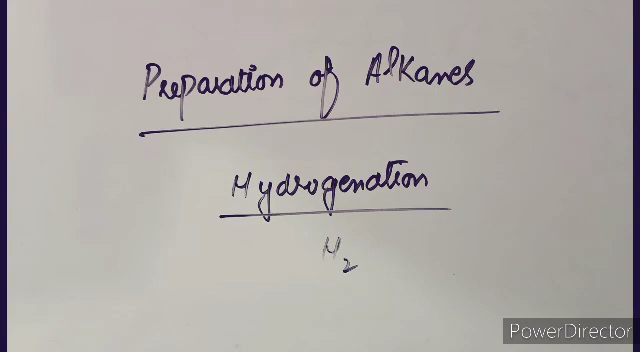 Preparation of Alkanes
Hydrogenation
H2
PowerDirector